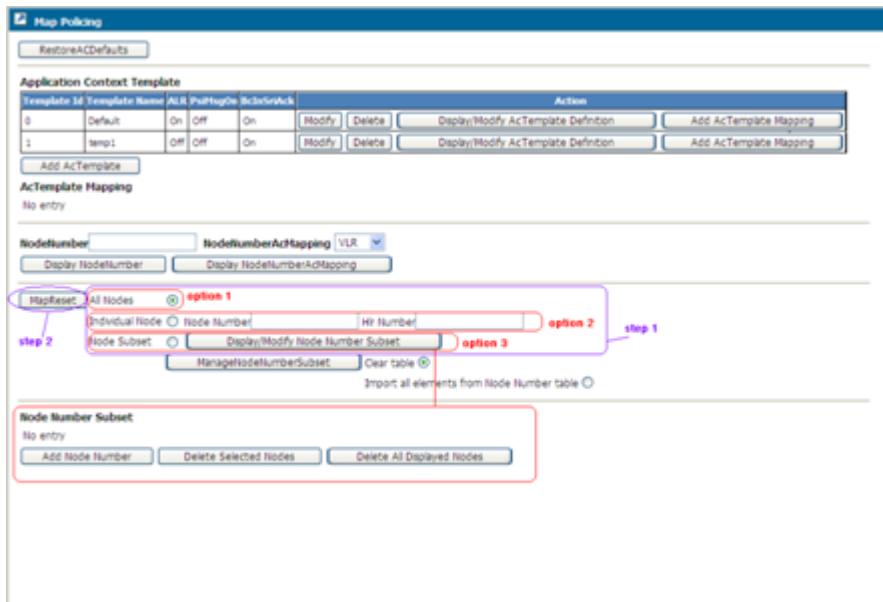 Map Policing
RestoreACDefaults
Application Context Template
Template Id Template Name ALR PsiMsgOn BcInSriAck Action
0 Default On Off On Modify Delete Display/Modify AcTemplate Definition Add AcTemplate Mapping
1 temp1 Off Off On Modify Delete Display/Modify AcTemplate Definition Add AcTemplate Mapping
Add AcTemplate
AcTemplate Mapping
No entry
NodeNumber NodeNumberAcMapping VLR
Display NodeNumber Display NodeNumberAcMapping
MapReset All Nodes option 1
Individual Node Node Number Hlr Number option 2 step 1
step 2 Node Subset Display/Modify Node Number Subset option 3
ManageNodeNumberSubset Clear table
Import all elements from Node Number table
Node Number Subset
No entry
Add Node Number Delete Selected Nodes Delete All Displayed Nodes